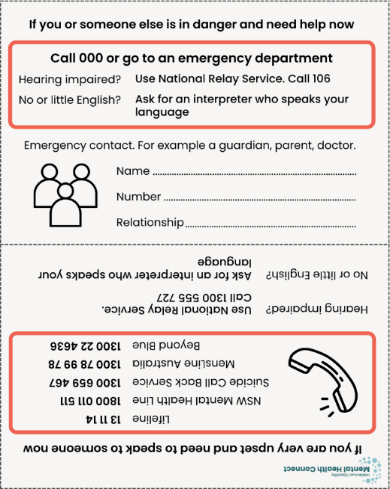 If you or someone else is in danger and need help now
Call 000 or go to an emergency department
Hearing impaired? Use National Relay Service. Call 106
No or little English? Ask for an interpreter who speaks your
language
Emergency contact. For example a guardian, parent, doctor.
Name
Number
Relationship
Intellectual Disability
Mental Health Connect
If you are very upset and need to speak to someone now
Lifeline 13 11 14
NSW Mental Health Line 1800 011 511
Suicide Call Back Service 1300 659 467
MensLine Australia 1300 78 99 78
Beyond Blue 1300 22 4636
Hearing impaired? Use National Relay Service.
Call 1300 555 727
No or little English? Ask for an interpreter who speaks your
language